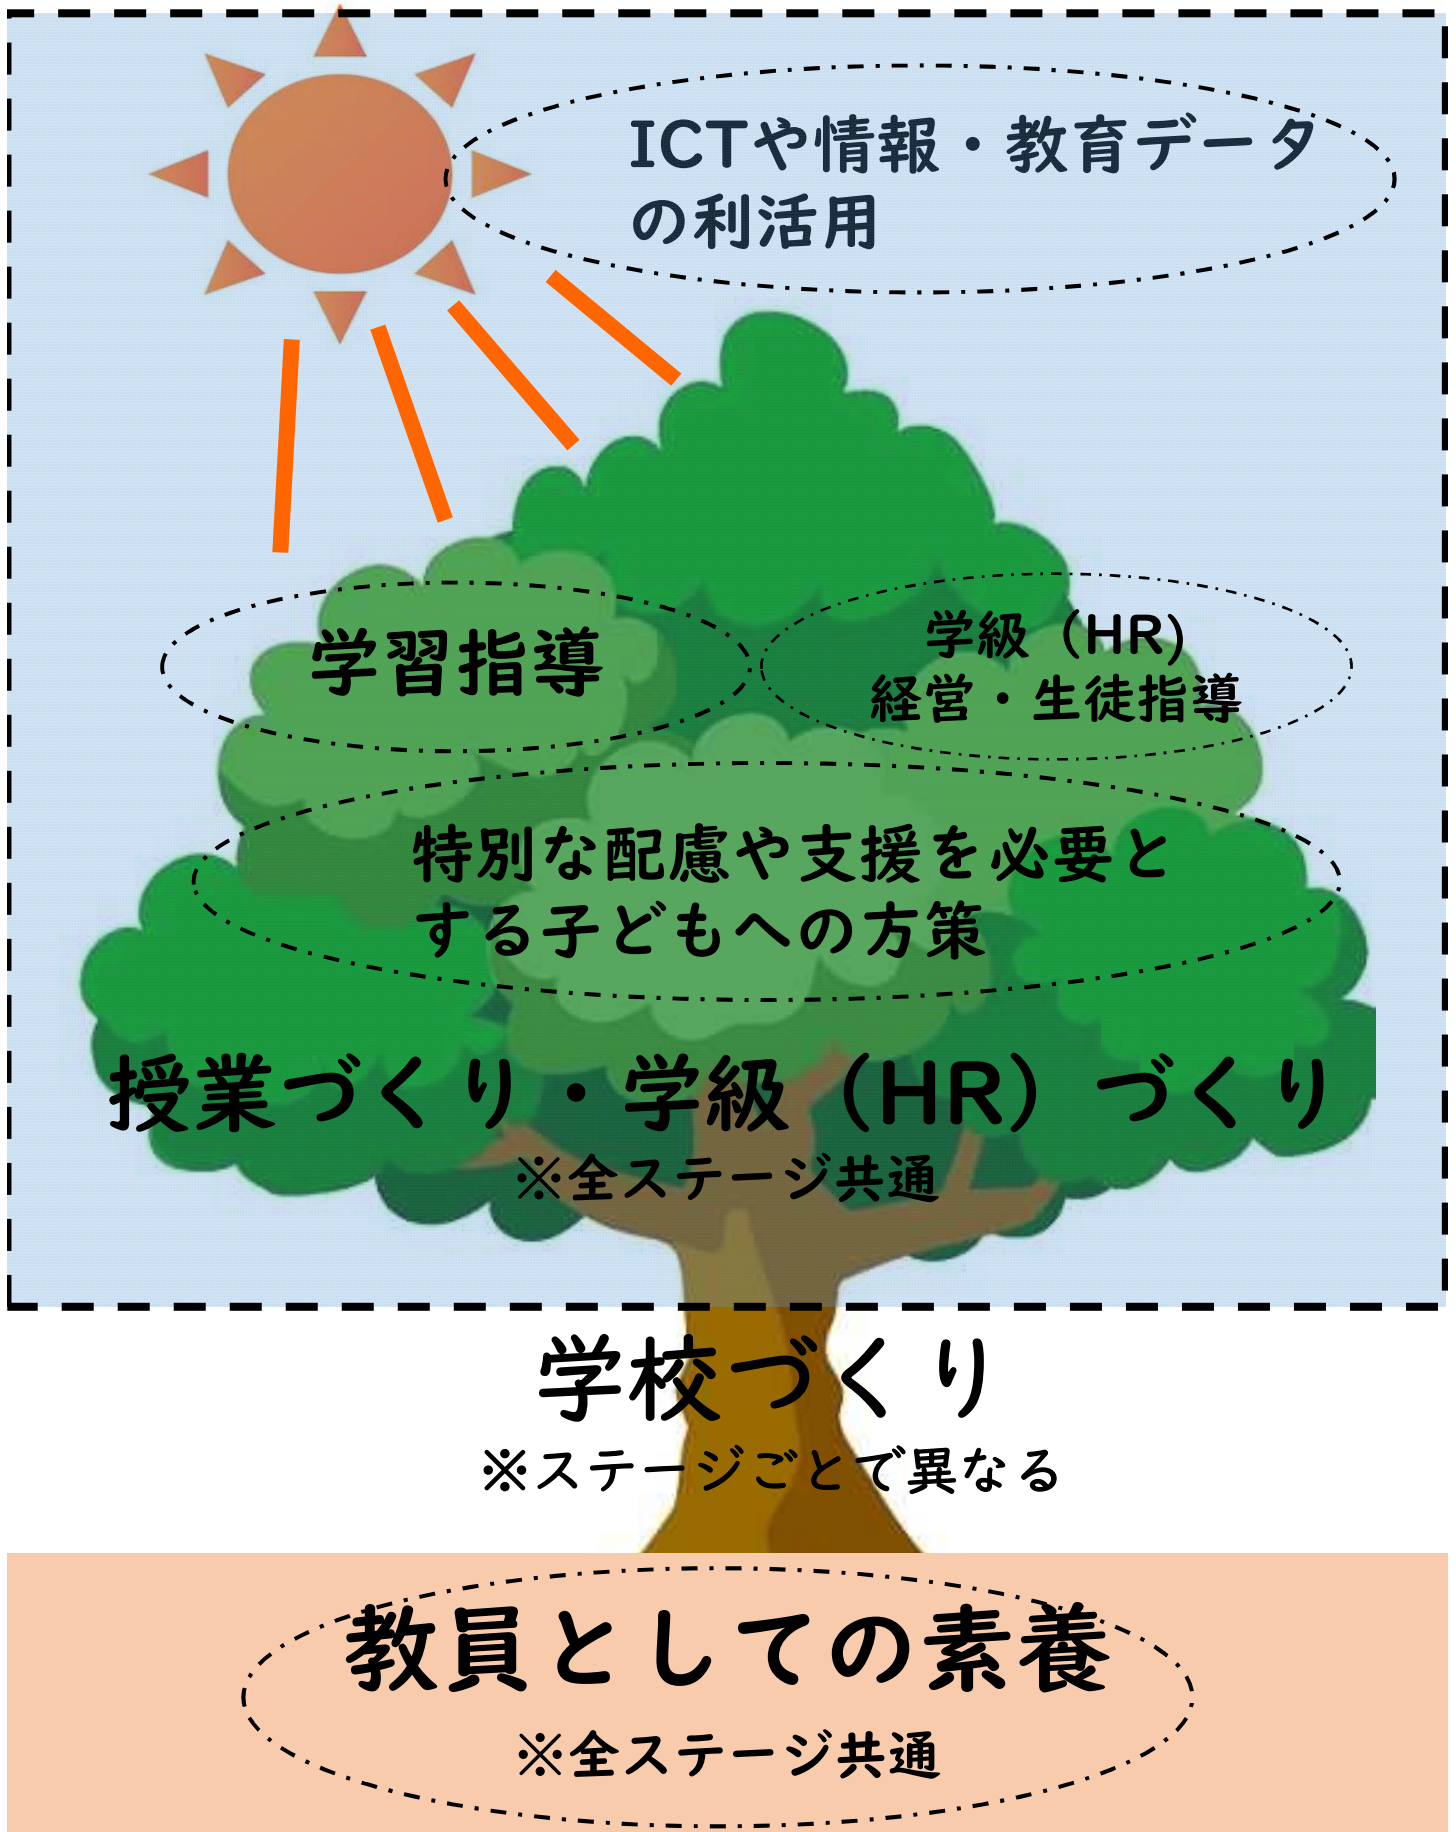 ICTや情報・教育データ
の利活用
学習指導
学級（HR)
経営・生徒指導
特別な配慮や支援を必要と
する子どもへの方策
授業づくり・学級（HR）づくり
※全ステージ共通
学校づくり
※ステージごとで異なる
教員としての素養
※全ステージ共通